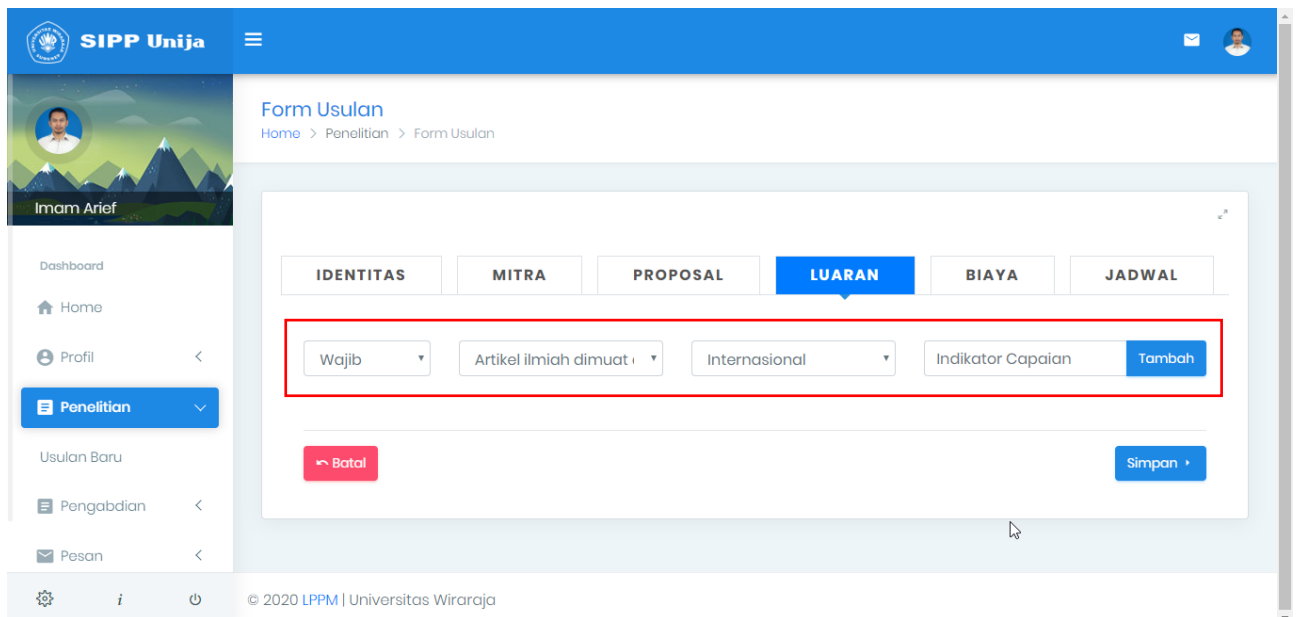 SIPP Unija
Form Usulan
Home > Penelitian > Form Usulan
Imam Arief
Dashboard
Home
Profil
Penelitian
Usulan Baru
Pengabdian
Pesan
i
IDENTITAS MITRA PROPOSAL LUARAN BIAYA JADWAL
Wajib Artikel ilmiah dimuat Internasional Indikator Capaian Tambah
Batal Simpan
© 2020 LPPM | Universitas Wiraraja